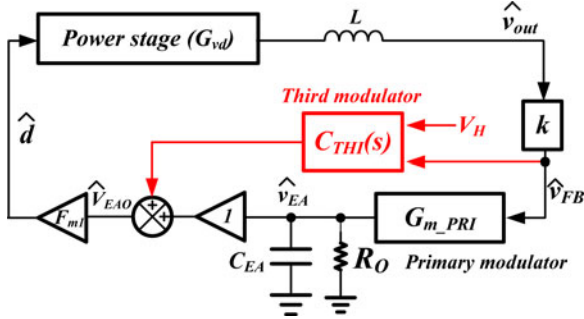 L
v̂out
Power stage (Gvd)
Third modulator
d̂
CTHI(s)
VH
k
V̂EAO
v̂EA
v̂FB
Fm1
+
+
1
Gm_PRI
CEA
RO
Primary modulator